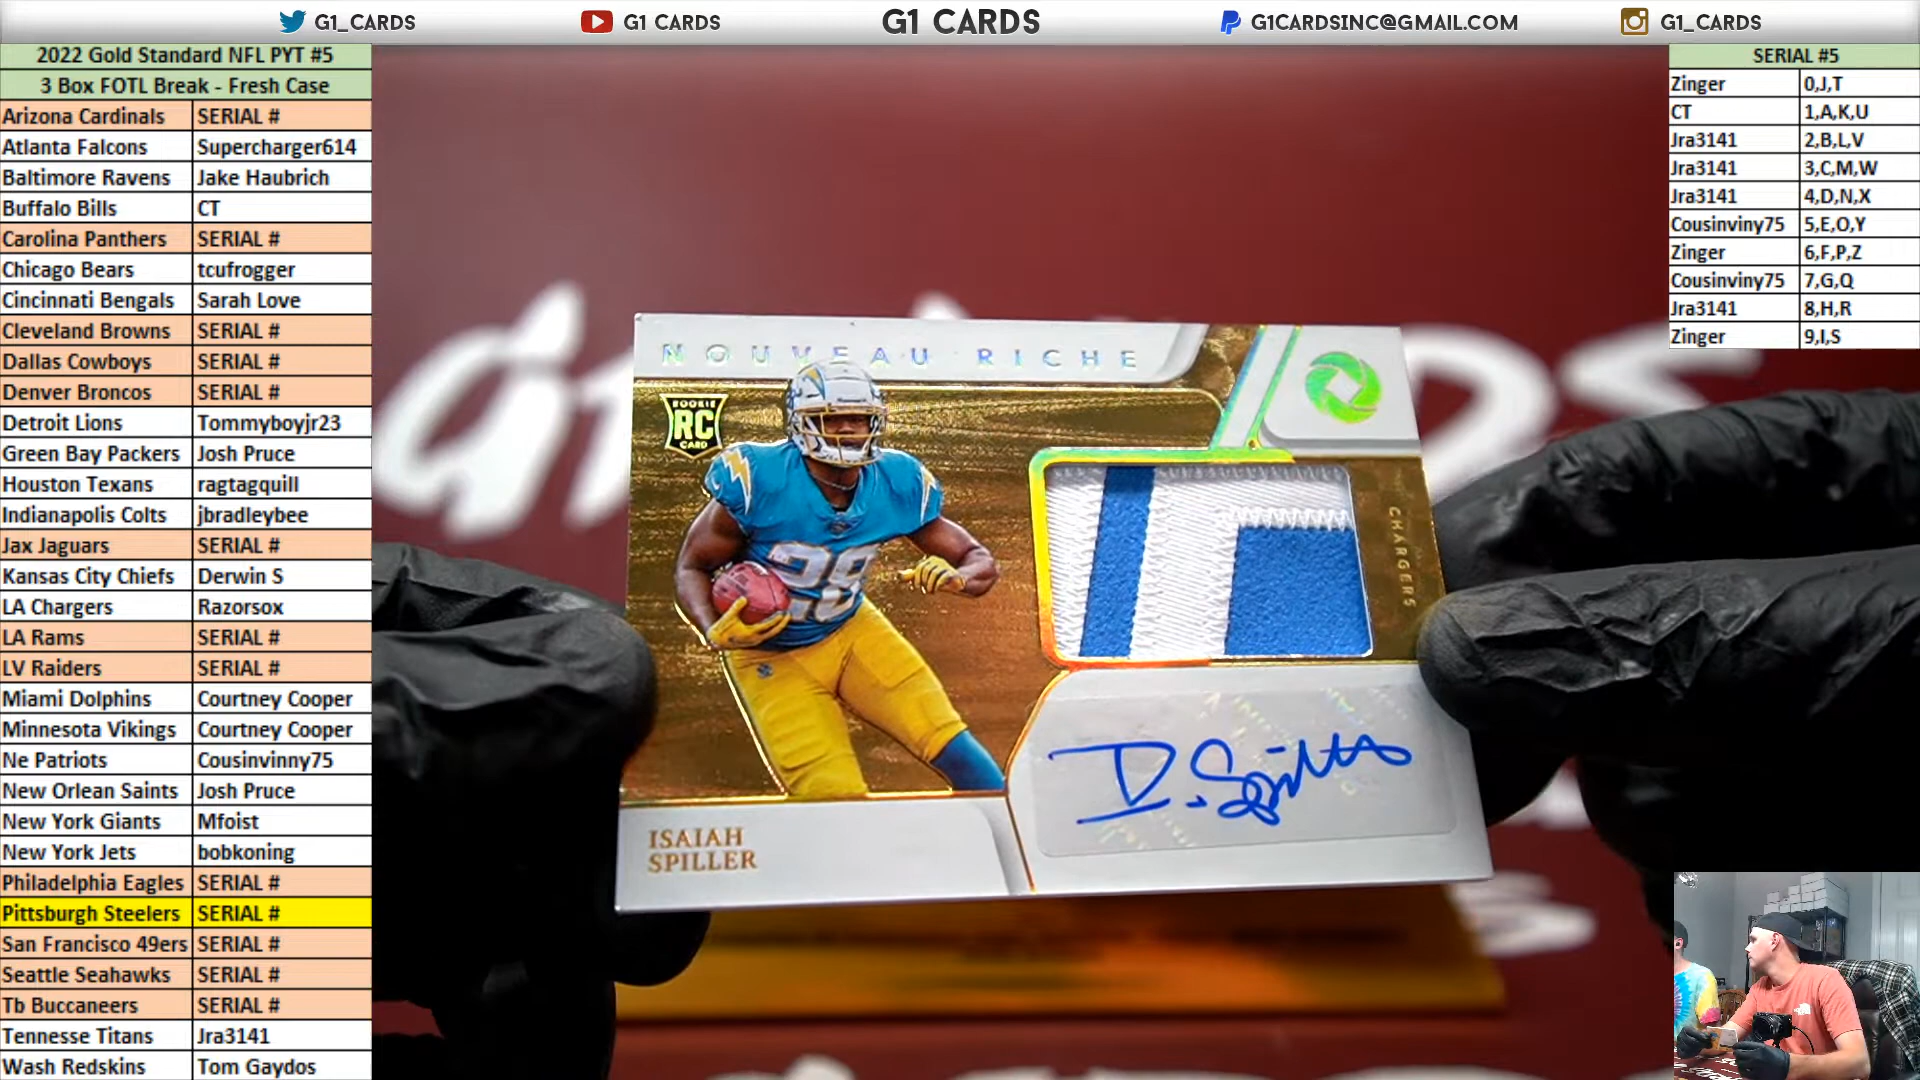 G1_CARDS
G1 CARDS
G1 CARDS
G1CARDSINC@GMAIL.COM
G1_CARDS
2022 Gold Standard NFL PYT #5
3 Box FOTL Break - Fresh Case
Arizona Cardinals SERIAL #
Atlanta Falcons Supercharger614
Baltimore Ravens Jake Haubrich
Buffalo Bills CT
Carolina Panthers SERIAL #
Chicago Bears tcufrogger
Cincinnati Bengals Sarah Love
Cleveland Browns SERIAL #
Dallas Cowboys SERIAL #
Denver Broncos SERIAL #
Detroit Lions Tommyboyjr23
Green Bay Packers Josh Pruce
Houston Texans ragtagquill
Indianapolis Colts jbradleybee
Jax Jaguars SERIAL #
Kansas City Chiefs Derwin S
LA Chargers Razorsox
LA Rams SERIAL #
LV Raiders SERIAL #
Miami Dolphins Courtney Cooper
Minnesota Vikings Courtney Cooper
Ne Patriots Cousinvinny75
New Orlean Saints Josh Pruce
New York Giants Mfoist
New York Jets bobkoning
Philadelphia Eagles SERIAL #
Pittsburgh Steelers SERIAL #
San Francisco 49ers SERIAL #
Seattle Seahawks SERIAL #
Tb Buccaneers SERIAL #
Tennesse Titans Jra3141
Wash Redskins Tom Gaydos
SERIAL #5
Zinger 0,J,T
CT 1,A,K,U
Jra3141 2,B,L,V
Jra3141 3,C,M,W
Jra3141 4,D,N,X
Cousinviny75 5,E,O,Y
Zinger 6,F,P,Z
Cousinviny75 7,G,Q
Jra3141 8,H,R
Zinger 9,I,S
NOUVEAU RICHE
ROOKIE
RC
CARD
28
CHARGERS
I. Spiller
ISAIAH
SPILLER